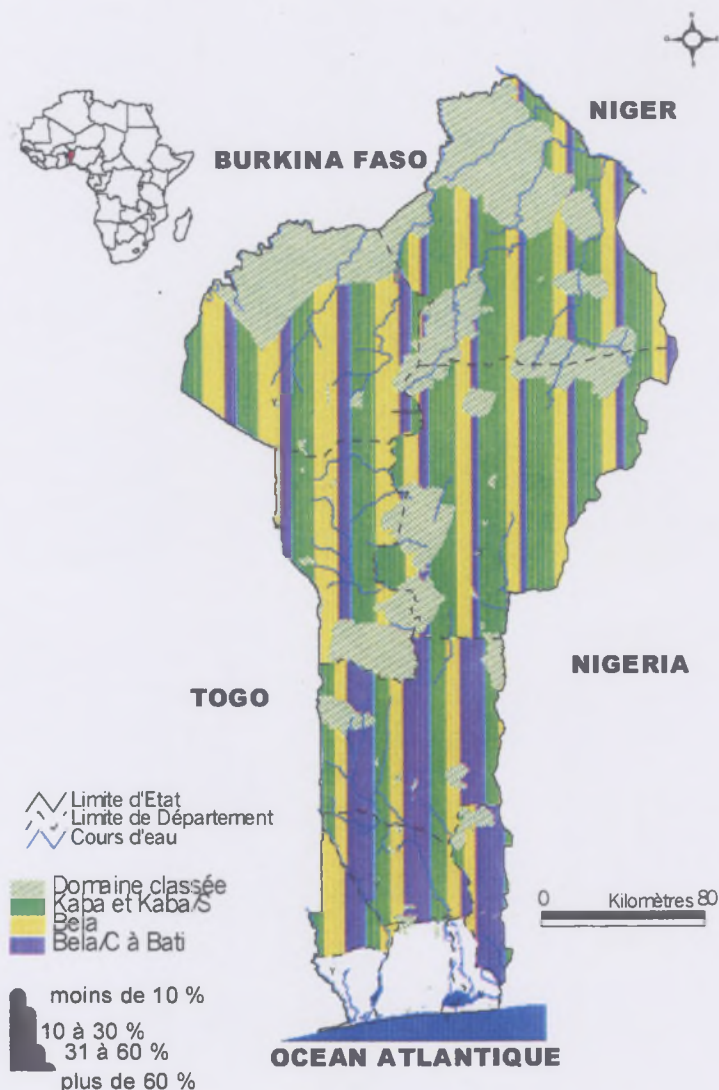 NIGER
BURKINA FASO
NIGERIA
TOGO
Limite d'Etat
Limite de Département
Cours d'eau
Domaine classée
Kapa et Kaba/S
Bela
Bela/C à Bati
0 Kilomètres 80
moins de 10 %
10 à 30 %
31 à 60 %
plus de 60 %
OCEAN ATLANTIQUE